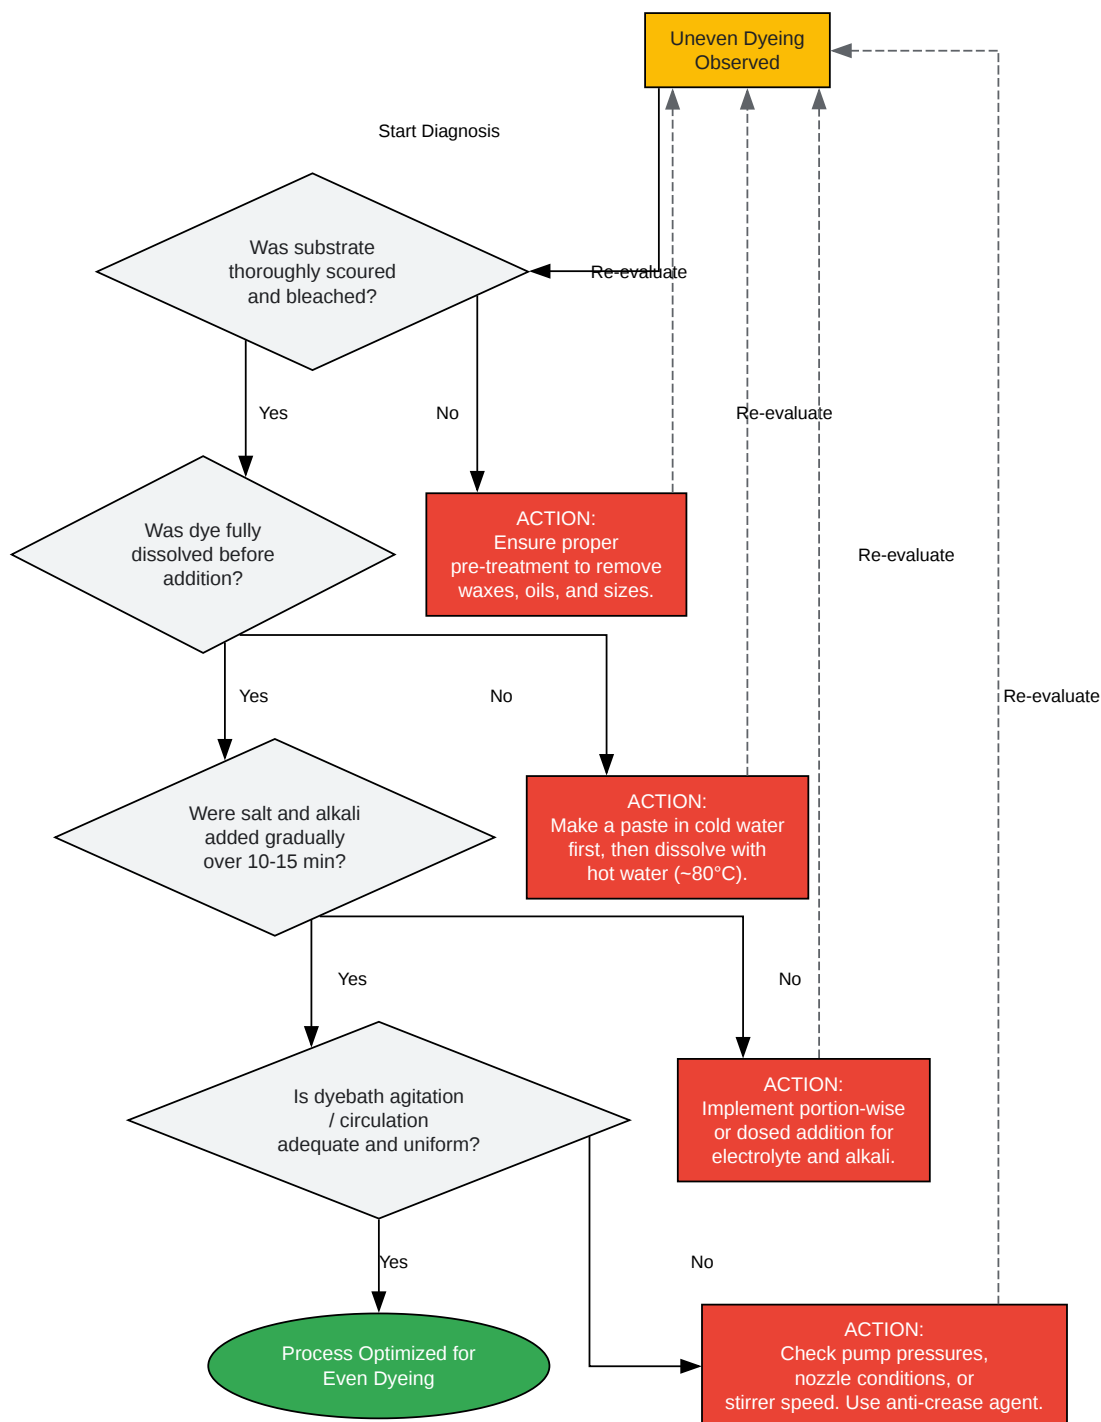 Uneven Dyeing
Observed
Start Diagnosis
Was substrate
thoroughly scoured
and bleached?
Re-evaluate
Yes
No
Re-evaluate
Was dye fully
dissolved before
addition?
ACTION:
Ensure proper
pre-treatment to remove
waxes, oils, and sizes.
Re-evaluate
Yes
No
Re-evaluate
Were salt and alkali
added gradually
over 10-15 min?
ACTION:
Make a paste in cold water
first, then dissolve with
hot water (~80°C).
Yes
No
Is dyebath agitation
/ circulation
adequate and uniform?
ACTION:
Implement portion-wise
or dosed addition for
electrolyte and alkali.
Yes
No
Process Optimized for
Even Dyeing
ACTION:
Check pump pressures,
nozzle conditions, or
stirrer speed. Use anti-crease agent.